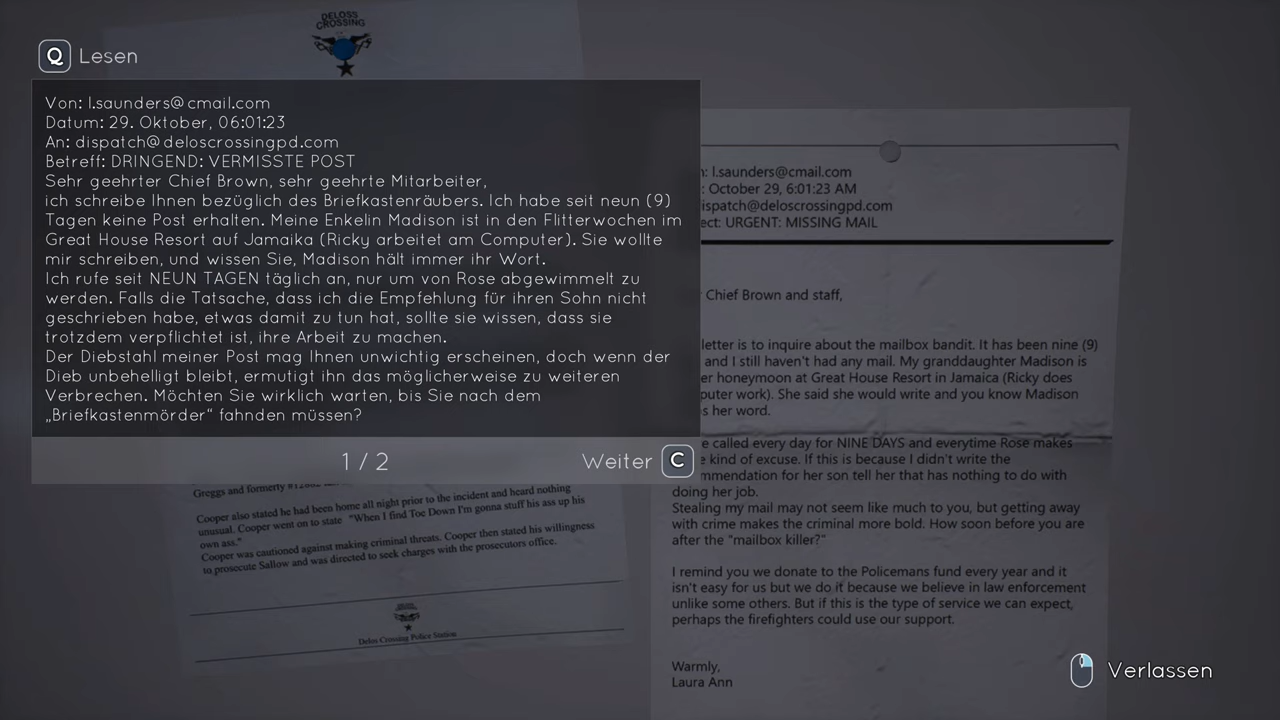 DELOSS
CROSSING
Q Lesen
Von: l.saunders@cmail.com
Datum: 29. Oktober, 06:01:23
An: dispatch@deloscrossingpd.com
Betreff: DRINGEND: VERMISSTE POST
Sehr geehrter Chief Brown, sehr geehrte Mitarbeiter,
ich schreibe Ihnen bezüglich des Briefkastenräubers. Ich habe seit neun (9)
Tagen keine Post erhalten. Meine Enkelin Madison ist in den Flitterwochen im
Great House Resort auf Jamaika (Ricky arbeitet am Computer). Sie wollte
mir schreiben, und wissen Sie, Madison hält immer ihr Wort.
Ich rufe seit NEUN TAGEN täglich an, nur um von Rose abgewimmelt zu
werden. Falls die Tatsache, dass ich die Empfehlung für ihren Sohn nicht
geschrieben habe, etwas damit zu tun hat, sollte sie wissen, dass sie
trotzdem verpflichtet ist, ihre Arbeit zu machen.
Der Diebstahl meiner Post mag Ihnen unwichtig erscheinen, doch wenn der
Dieb unbehelligt bleibt, ermutigt ihn das möglicherweise zu weiteren
Verbrechen. Möchten Sie wirklich warten, bis Sie nach dem
„Briefkastenmörder“ fahnden müssen?
1 / 2
Weiter C
: l.saunders@cmail.com
: October 29, 6:01:23 AM
ispatch@deloscrossingpd.com
ect: URGENT: MISSING MAIL
Chief Brown and staff,
letter is to inquire about the mailbox bandit. It has been nine (9)
and I still haven't had any mail. My granddaughter Madison is
er honeymoon at Great House Resort in Jamaica (Ricky does
puter work). She said she would write and you know Madison
s her word.
e called every day for NINE DAYS and everytime Rose makes
e kind of excuse. If this is because I didn't write the
mmendation for her son tell her that has nothing to do with
doing her job.
Stealing my mail may not seem like much to you, but getting away
with crime makes the criminal more bold. How soon before you are
after the "mailbox killer?"
I remind you we donate to the Policemans fund every year and it
isn't easy for us but we do it because we believe in law enforcement
unlike some others. But if this is the type of service we can expect,
perhaps the firefighters could use our support.
Warmly,
Laura Ann
Greggs and formerly
Cooper also stated he had been home all night prior to the incident and heard nothing
unusual. Cooper went on to state "When I find Toe Down I'm gonna stuff his ass up his
own ass."
Cooper was cautioned against making criminal threats. Cooper then stated his willingness
to prosecute Sallow and was directed to seek charges with the prosecutors office.
Delos Crossing Police Station
Verlassen